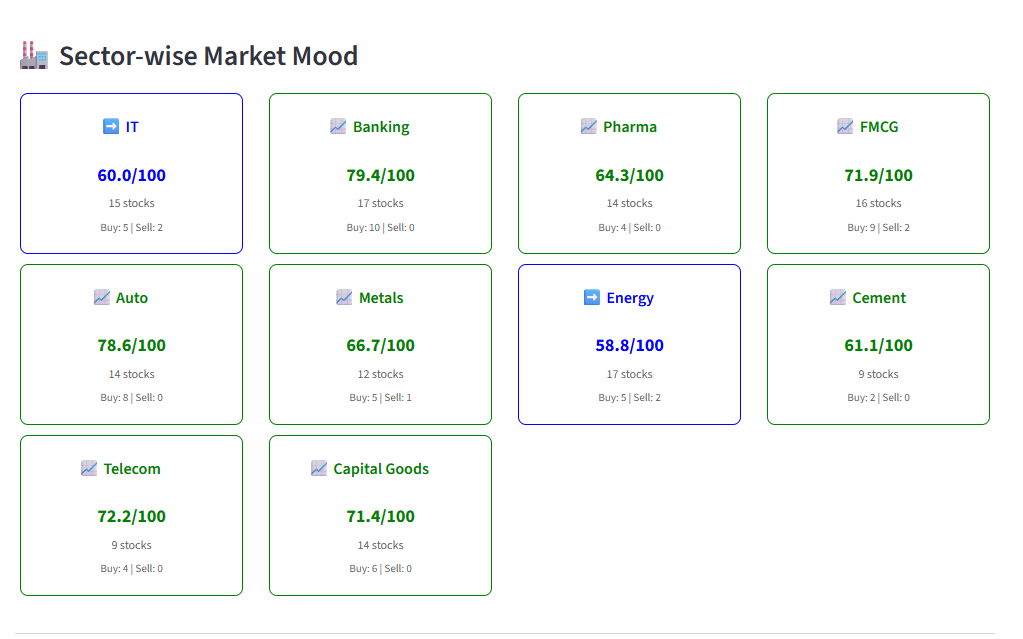 Sector-wise Market Mood
IT
60.0/100
15 stocks
Buy: 5 | Sell: 2
Banking
79.4/100
17 stocks
Buy: 10 | Sell: 0
Pharma
64.3/100
14 stocks
Buy: 4 | Sell: 0
FMCG
71.9/100
16 stocks
Buy: 9 | Sell: 2
Auto
78.6/100
14 stocks
Buy: 8 | Sell: 0
Metals
66.7/100
12 stocks
Buy: 5 | Sell: 1
Energy
58.8/100
17 stocks
Buy: 5 | Sell: 2
Cement
61.1/100
9 stocks
Buy: 2 | Sell: 0
Telecom
72.2/100
9 stocks
Buy: 4 | Sell: 0
Capital Goods
71.4/100
14 stocks
Buy: 6 | Sell: 0